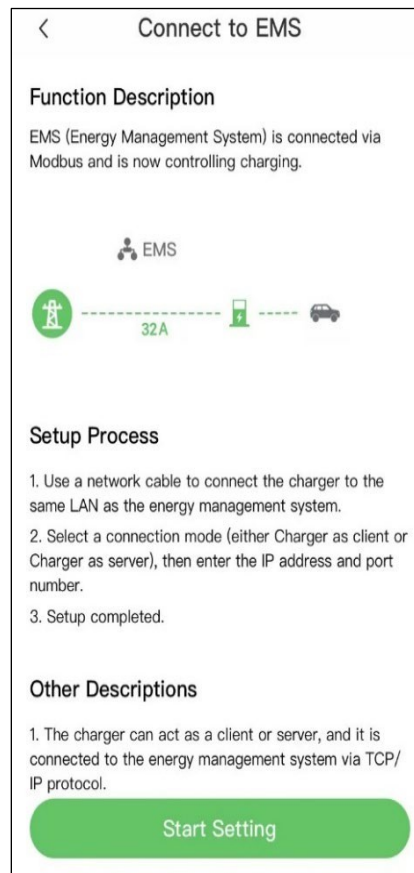 Connect to EMS
Function Description
EMS (Energy Management System) is connected via
Modbus and is now controlling charging.
EMS
32A
Setup Process
1. Use a network cable to connect the charger to the
same LAN as the energy management system.
2. Select a connection mode (either Charger as client or
Charger as server), then enter the IP address and port
number.
3. Setup completed.
Other Descriptions
1. The charger can act as a client or server, and it is
connected to the energy management system via TCP/
IP protocol.
Start Setting